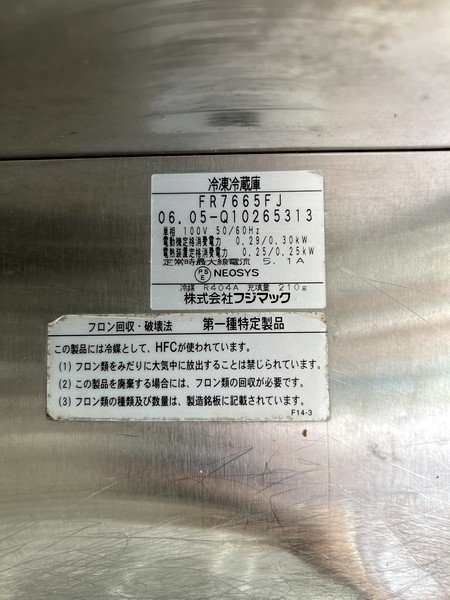 冷凍冷蔵庫
FR7665FJ
06.05-Q10265313
単相 100V 50/60Hz
電動機定格消費電力 0.29/0.30kW
電熱装置定格消費電力 0.25/0.25kW
定常時最大線電流 5.1A
PSE NEOSYS
冷媒 R404A 充填量 210g
株式会社フジマック
フロン回収・破壊法 第一種特定製品
この製品には冷媒として、HFCが使われています。
(1) フロン類をみだりに大気中に放出することは禁じられています。
(2) この製品を廃棄する場合には、フロン類の回収が必要です。
(3) フロン類の種類及び数量は、製造銘板に記載されています。
F14-3